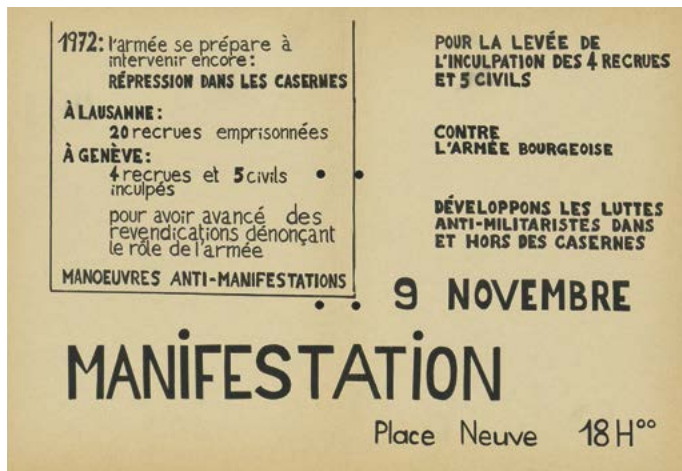 1972: l'armée se prépare à
intervenir encore:
RÉPRESSION DANS LES CASERNES
À LAUSANNE:
20 recrues emprisonnées
À GENÈVE:
4 recrues et 5 civils
inculpés
pour avoir avancé des
revendications dénonçant
le rôle de l'armée
MANOEUVRES ANTI-MANIFESTATIONS
POUR LA LEVÉE DE
L'INCULPATION DES 4 RECRUES
ET 5 CIVILS
CONTRE
L'ARMÉE BOURGEOISE
DÉVELOPPONS LES LUTTES
ANTI-MILITARISTES DANS
ET HORS DES CASERNES
9 NOVEMBRE
MANIFESTATION
Place Neuve 18H°°